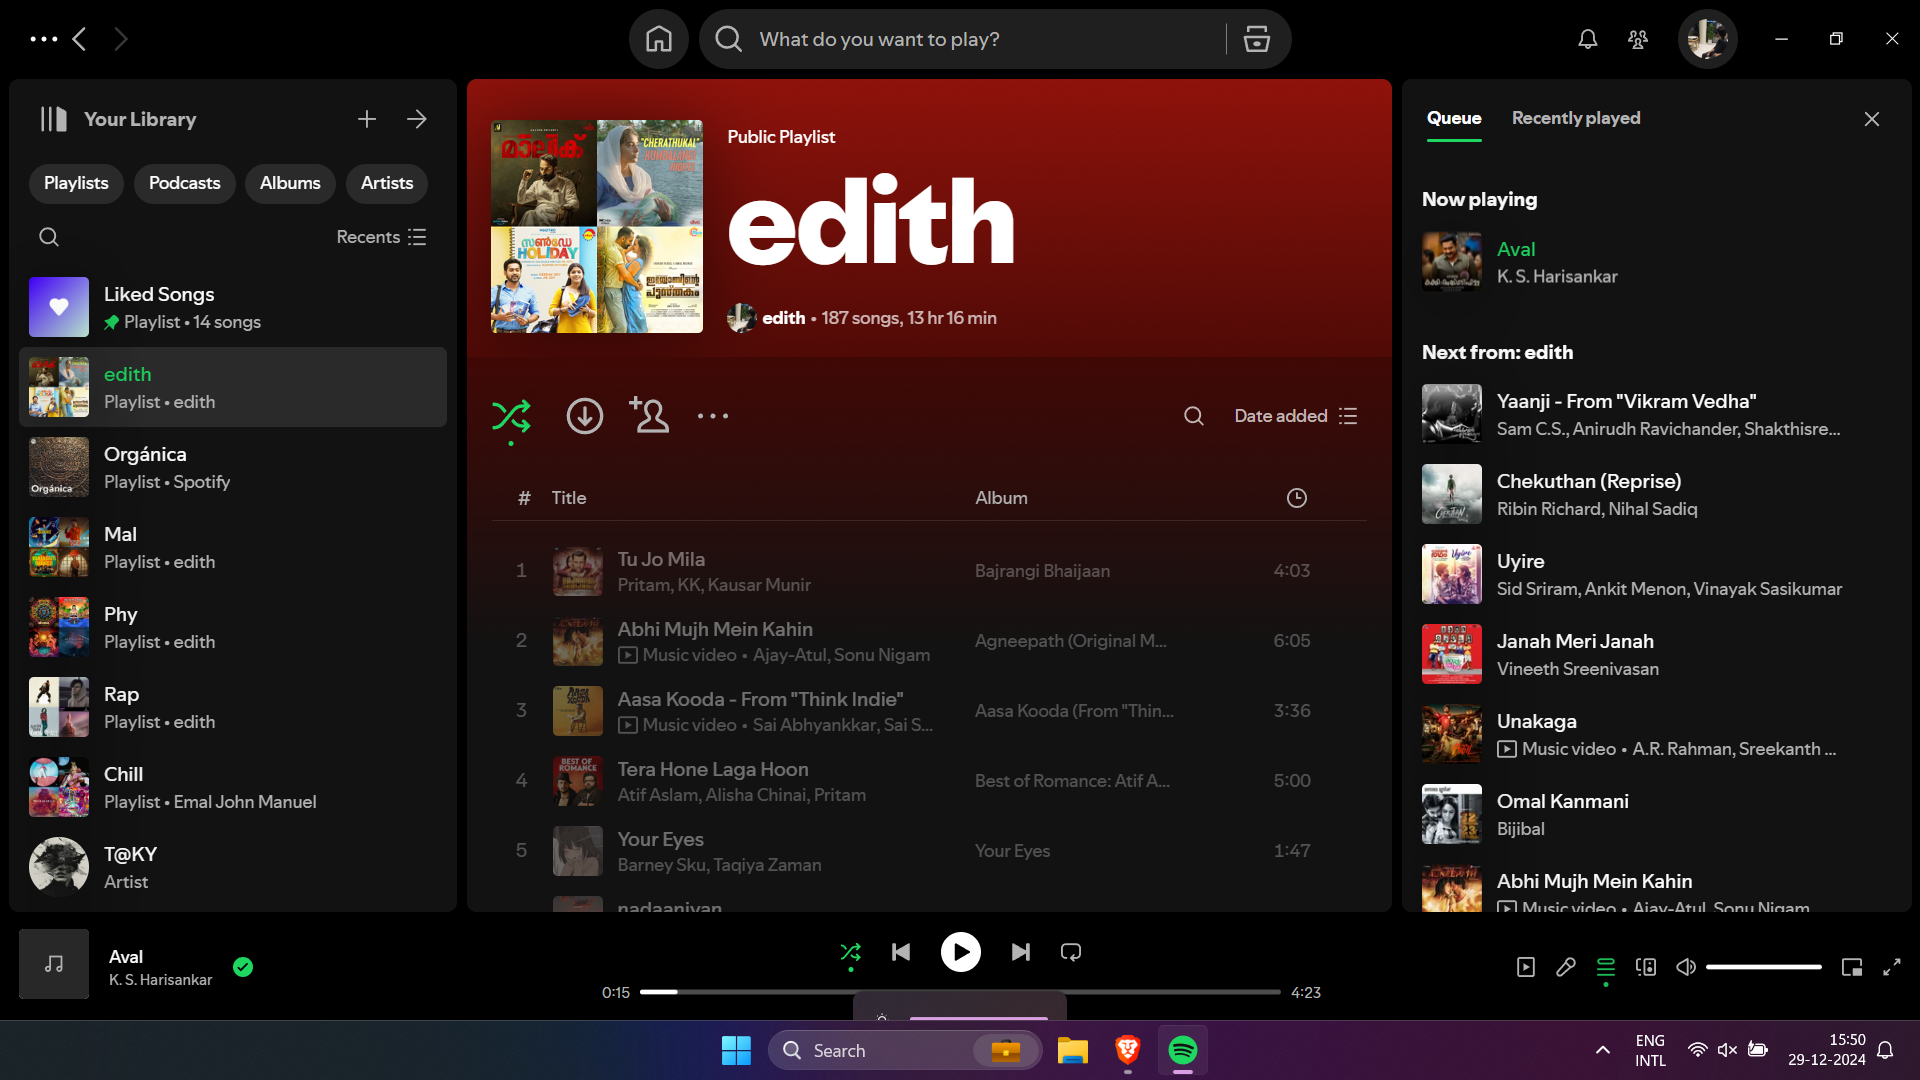 What do you want to play?
Your Library
Playlists
Podcasts
Albums
Artists
Recents
Liked Songs
Playlist • 14 songs
edith
Playlist • edith
Orgánica
Orgánica
Playlist • Spotify
Mal
Playlist • edith
Phy
Playlist • edith
Rap
Playlist • edith
Chill
Playlist • Emal John Manuel
T@KY
Artist
മാലിക്
"CHERATHUKAL"
സൺഡേ
HOLIDAY
ഇയ്യോബിന്റെ
പുസ്തകം
Public Playlist
edith
edith • 187 songs, 13 hr 16 min
Date added
# Title Album
1 Tu Jo Mila Bajrangi Bhaijaan 4:03
Pritam, KK, Kausar Munir
2 Abhi Mujh Mein Kahin Agneepath (Original M... 6:05
Music video • Ajay-Atul, Sonu Nigam
3 Aasa Kooda - From "Think Indie" Aasa Kooda (From "Thin... 3:36
Music video • Sai Abhyankkar, Sai S...
BEST OF
ROMANCE
4 Tera Hone Laga Hoon Best of Romance: Atif A... 5:00
Atif Aslam, Alisha Chinai, Pritam
5 Your Eyes Your Eyes 1:47
Barney Sku, Taqiya Zaman
nadaaniyan
Queue
Recently played
Now playing
Aval
K. S. Harisankar
Next from: edith
Yaanji - From "Vikram Vedha"
Sam C.S., Anirudh Ravichander, Shakthisre...
Chekuthan (Reprise)
Ribin Richard, Nihal Sadiq
Uyire
Uyire
Sid Sriram, Ankit Menon, Vinayak Sasikumar
Janah Meri Janah
Vineeth Sreenivasan
Unakaga
Music video • A.R. Rahman, Sreekanth ...
Omal Kanmani
Bijibal
Abhi Mujh Mein Kahin
Music video • Ajay-Atul, Sonu Nigam
Aval
K. S. Harisankar
0:15
4:23
Search
ENG
INTL
15:50
29-12-2024